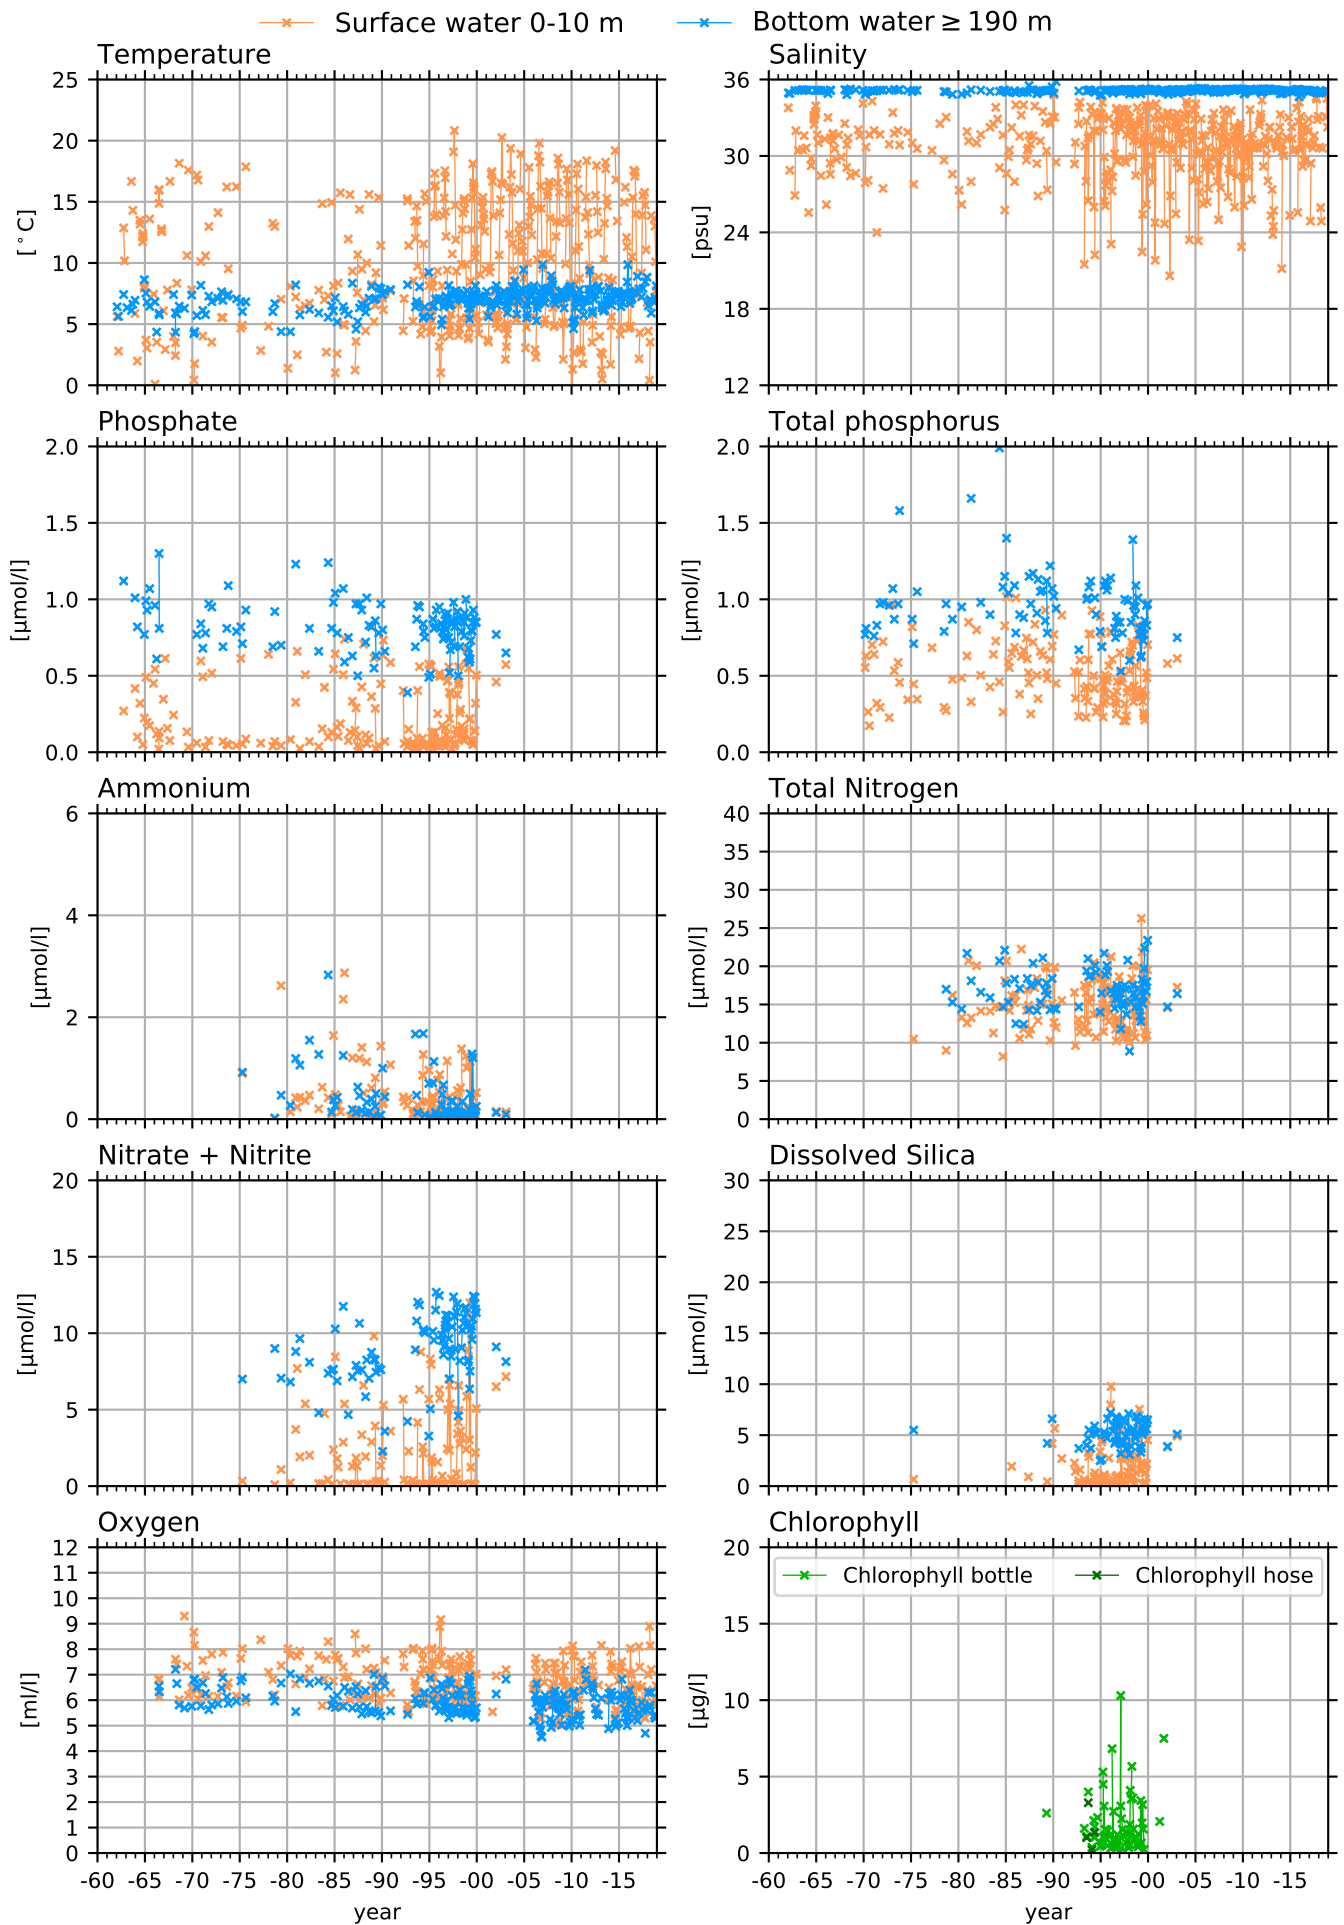 Surface water 0-10 m Bottom water ≥ 190 m
Temperature Salinity
25 36
20 30
15 24
10 18
5 12
0
[°C] [psu]
Phosphate Total phosphorus
2.0 2.0
1.5 1.5
1.0 1.0
0.5 0.5
0.0 0.0
[µmol/l] [µmol/l]
Ammonium Total Nitrogen
6 40
4 35
2 30
0 25
20
15
10
5
0
[µmol/l] [µmol/l]
Nitrate + Nitrite Dissolved Silica
20 30
15 25
10 20
5 15
0 10
5
0
[µmol/l] [µmol/l]
Oxygen Chlorophyll
Chlorophyll bottle Chlorophyll hose
12 20
11 15
10 10
9 5
8 0
7
6
5
4
3
2
1
0
[ml/l] [µg/l]
-60 -65 -70 -75 -80 -85 -90 -95 -00 -05 -10 -15 -60 -65 -70 -75 -80 -85 -90 -95 -00 -05 -10 -15
year year